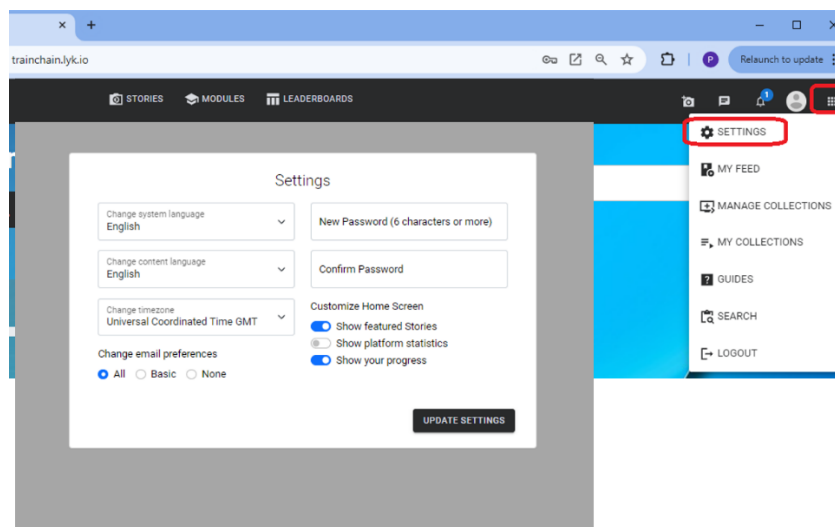 trainchain.lyk.io
P
Relaunch to update
STORIES
MODULES
LEADERBOARDS
1
SETTINGS
MY FEED
MANAGE COLLECTIONS
MY COLLECTIONS
GUIDES
SEARCH
LOGOUT
Settings
Change system language
English
New Password (6 characters or more)
Change content language
English
Confirm Password
Change timezone
Universal Coordinated Time GMT
Customize Home Screen
Show featured Stories
Show platform statistics
Show your progress
Change email preferences
All Basic None
UPDATE SETTINGS